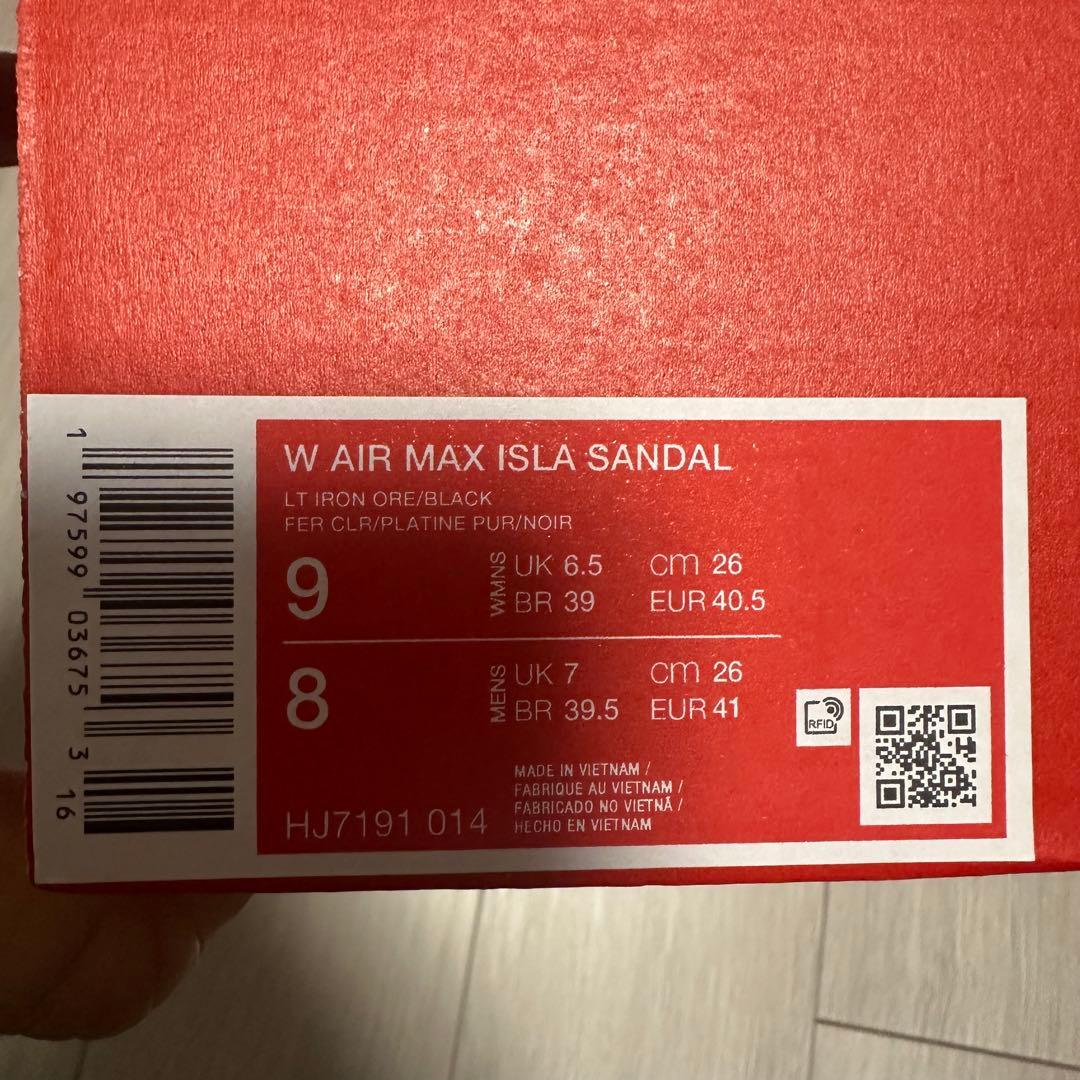 W AIR MAX ISLA SANDAL
LT IRON ORE/BLACK
FER CLR/PLATINE PUR/NOIR
9 WMNS UK 6.5 cm 26
BR 39 EUR 40.5
8 MENS UK 7 cm 26
BR 39.5 EUR 41
RFID
MADE IN VIETNAM /
FABRIQUE AU VIETNAM /
FABRICADO NO VIETNÃ /
HECHO EN VIETNAM
HJ7191 014
1 97599 03675 3 16